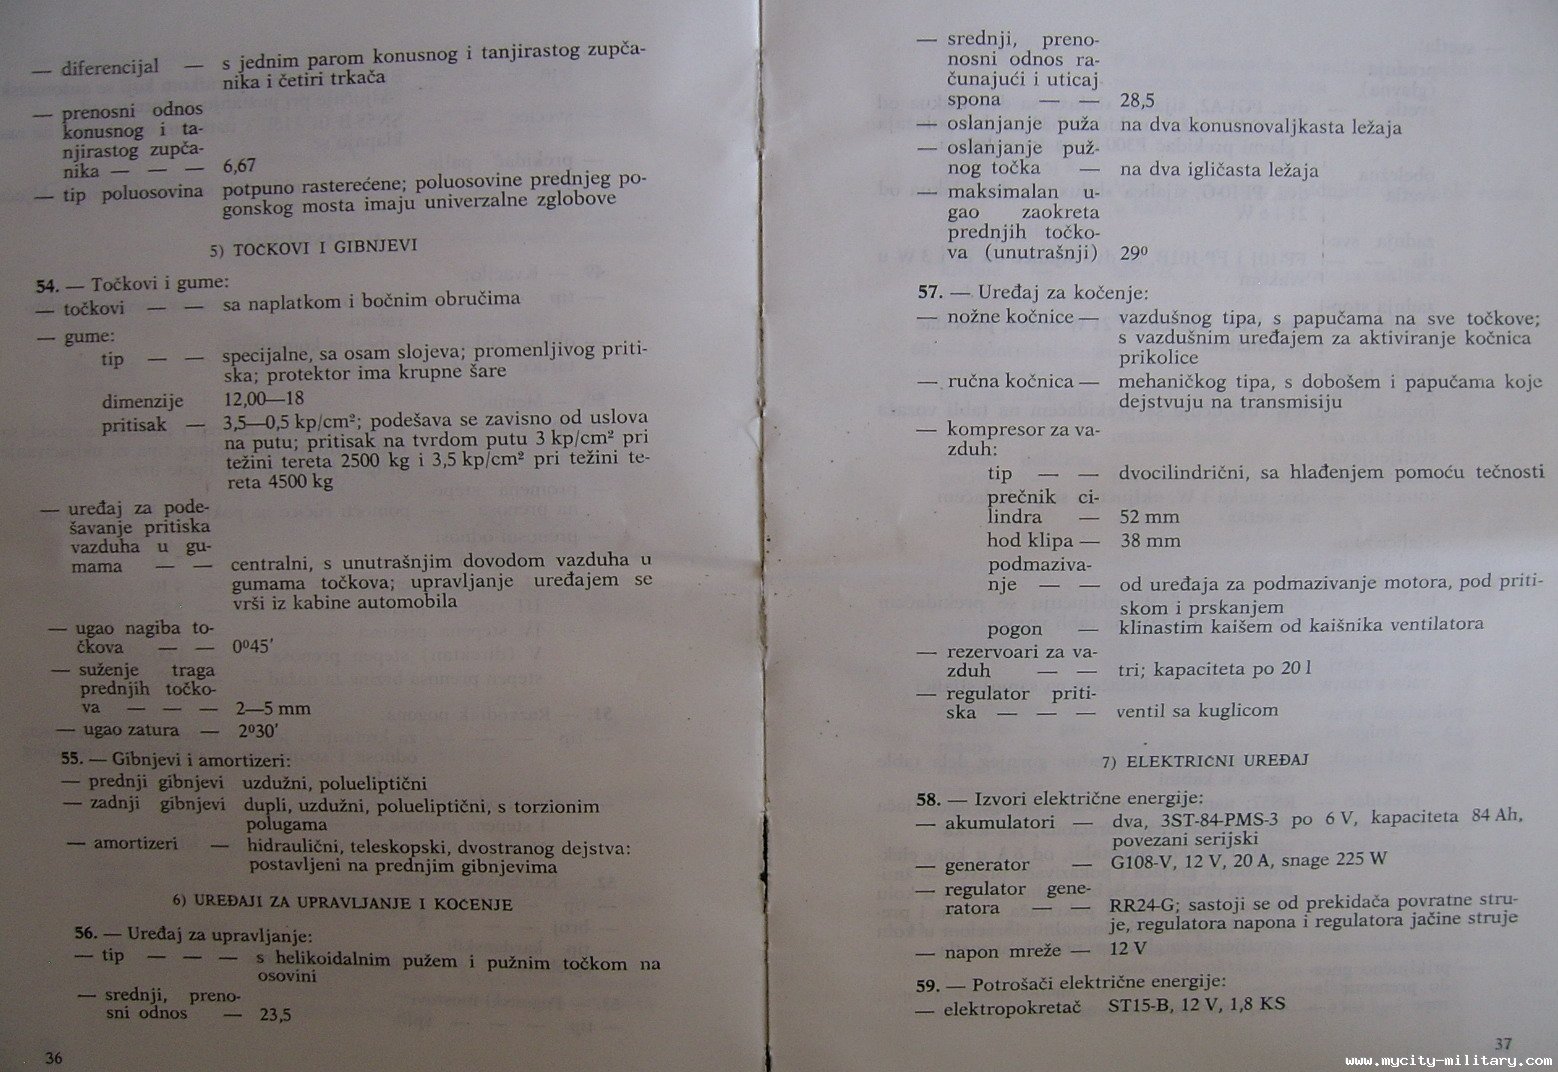 — diferencijal — s jednim parom konusnog i tanjirastog zupča-
nika i četiri trkača
— prenosni odnos
konusnog i ta-
njirastog zupča-
nika — — — 6,67
— tip poluosovina potpuno rasterećene; poluosovine prednjeg po-
gonskog mosta imaju univerzalne zglobove
5) TOČKOVI I GIBNJEVI
54. — Točkovi i gume:
— točkovi — — sa naplatkom i bočnim obručima
— gume:
tip — — specijalne, sa osam slojeva; promenljivog priti-
ska; protektor ima krupne šare
dimenzije 12,00—18
pritisak — 3,5—0,5 kp/cm²; podešava se zavisno od uslova
na putu; pritisak na tvrdom putu 3 kp/cm² pri
težini tereta 2500 kg i 3,5 kp/cm² pri težini te-
reta 4500 kg
— uređaj za pode-
šavanje pritiska
vazduha u gu-
mama — — centralni, s unutrašnjim dovodom vazduha u
gumama točkova; upravljanje uređajem se
vrši iz kabine automobila
— ugao nagiba to-
čkova — — 0⁰45′
— suženje traga
prednjih točko-
va — — — 2—5 mm
— ugao zatura — 2⁰30′
55. — Gibnjevi i amortizeri:
— prednji gibnjevi uzdužni, polueliptični
— zadnji gibnjevi dupli, uzdužni, polueliptični, s torzionim
polugama
— amortizeri — hidraulični, teleskopski, dvostranog dejstva:
postavljeni na prednjim gibnjevima
6) UREĐAJI ZA UPRAVLJANJE I KOČENJE
56. — Uređaj za upravljanje:
— tip — — — s helikoidalnim pužem i pužnim točkom na
osovini
— srednji, preno-
sni odnos — 23,5
36
— srednji, preno-
nosni odnos ra-
čunajući i uticaj
spona — — 28,5
— oslanjanje puža na dva konusnovaljkasta ležaja
— oslanjanje puž-
nog točka — na dva igličasta ležaja
— maksimalan u-
gao zaokreta
prednjih točko-
va (unutrašnji) 29⁰
57. — Uređaj za kočenje:
— nožne kočnice — vazdušnog tipa, s papučama na sve točkove;
s vazdušnim uređajem za aktiviranje kočnica
prikolice
— ručna kočnica — mehaničkog tipa, s dobošem i papučama koje
dejstvuju na transmisiju
— kompresor za va-
zduh:
tip — — dvocilindrični, sa hlađenjem pomoću tečnosti
prečnik ci-
lindra — 52 mm
hod klipa — 38 mm
podmaziva-
nje — — od uređaja za podmazivanje motora, pod priti-
skom i prskanjem
pogon — klinastim kaišem od kaišnika ventilatora
— rezervoari za va-
zduh — — tri; kapaciteta po 20 l
— regulator priti-
ska — — — ventil sa kuglicom
7) ELEKTRIČNI UREĐAJ
58. — Izvori električne energije:
— akumulatori — dva, 3ST-84-PMS-3 po 6 V, kapaciteta 84 Ah,
povezani serijski
— generator — G108-V, 12 V, 20 A, snage 225 W
— regulator gene-
ratora — — RR24-G; sastoji se od prekidača povratne stru-
je, regulatora napona i regulatora jačine struje
— napon mreže — 12 V
59. — Potrošači električne energije:
— elektropokretač ST15-B, 12 V, 1,8 KS
37
www.mycity-military.com